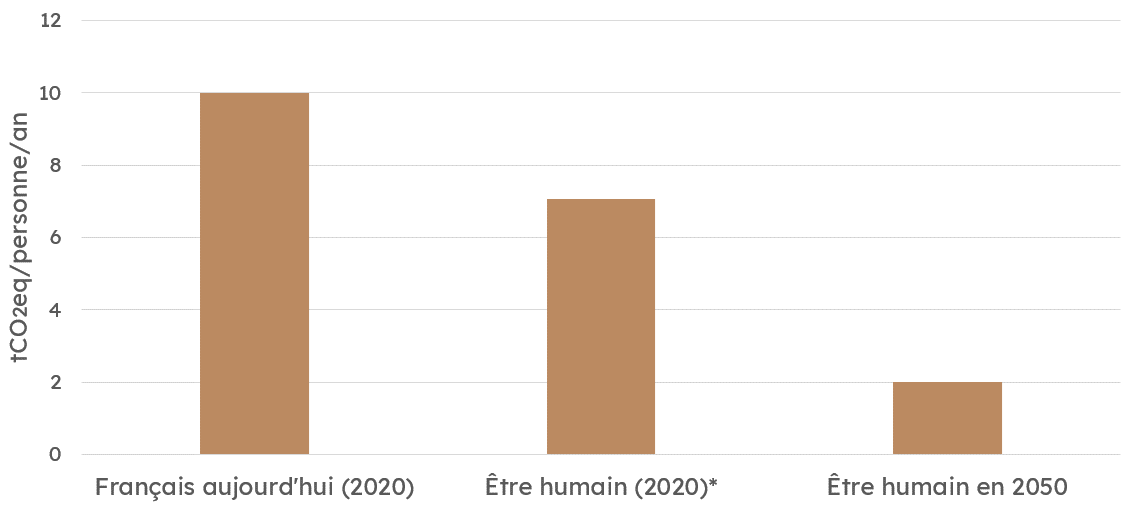 12
10
8
6
4
2
0
tCO2eq/personne/an
Français aujourd'hui (2020)
Être humain (2020)*
Être humain en 2050